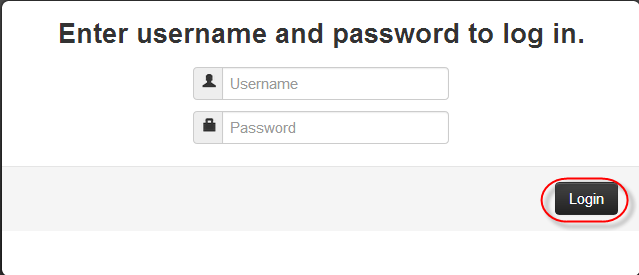 Enter username and password to log in.
Username
Password
Login